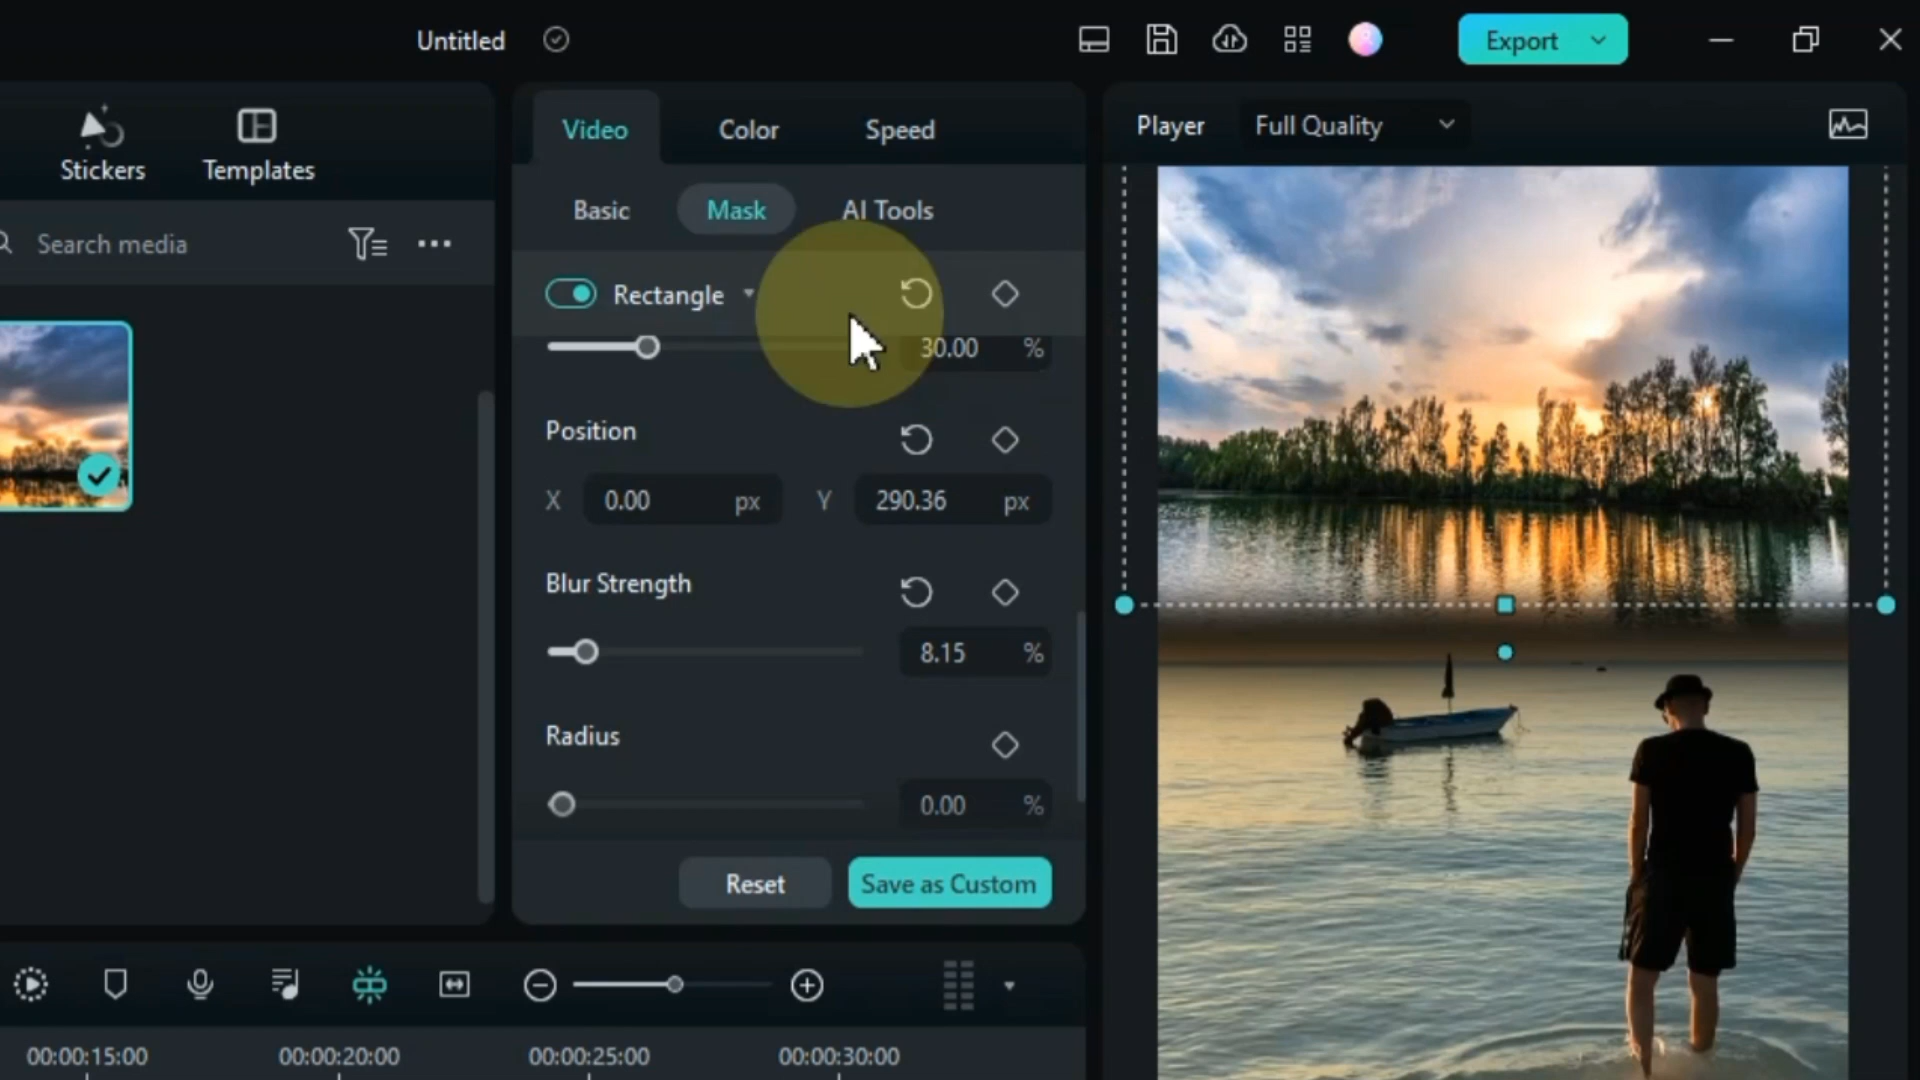 Untitled
Export
Stickers
Templates
Search media
Video Color Speed
Basic Mask AI Tools
Rectangle
30.00 %
Position
X 0.00 px Y 290.36 px
Blur Strength
8.15 %
Radius
0.00 %
Reset Save as Custom
Player Full Quality
00:00:15:00 00:00:20:00 00:00:25:00 00:00:30:00